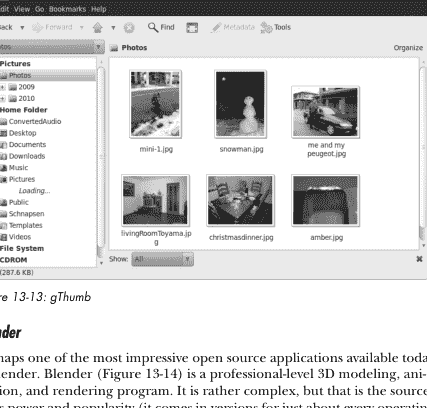 dit View Go Bookmarks Help
Back Forward Find Metadata Tools
Photos Organize
Pictures
Photos
2009
2010
Home Folder
ConvertedAudio
Desktop
Documents
Downloads
Music
Pictures
Loading...
Public
Schnapsen
Templates
Videos
File System
CDROM
mini-1.jpg snowman.jpg me and my
peugeot.jpg
livingRoomToyama.jp
g christmasdinner.jpg amber.jpg
Show: All
(287.6 KB)
re 13-13: gThumb
nder
haps one of the most impressive open source applications available toda
lender. Blender (Figure 13-14) is a professional-level 3D modeling, ani-
ion, and rendering program. It is rather complex, but that is the source
s power and popularity (it comes in versions for just about every operatin